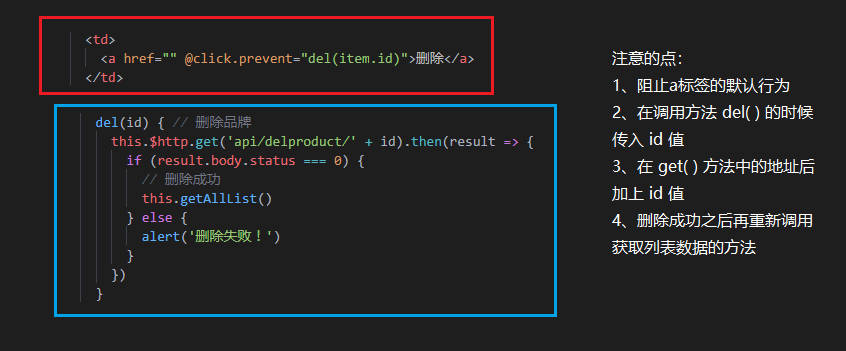 <td>
<a href="" @click.prevent="del(item.id)">删除</a>
</td>
del(id) { // 删除品牌
this.$http.get('api/delproduct/' + id).then(result => {
if (result.body.status === 0) {
// 删除成功
this.getAllList()
} else {
alert('删除失败！')
}
})
}
注意的点：
1、阻止a标签的默认行为
2、在调用方法 del( ) 的时候
传入 id 值
3、在 get( ) 方法中的地址后
加上 id 值
4、删除成功之后再重新调用
获取列表数据的方法